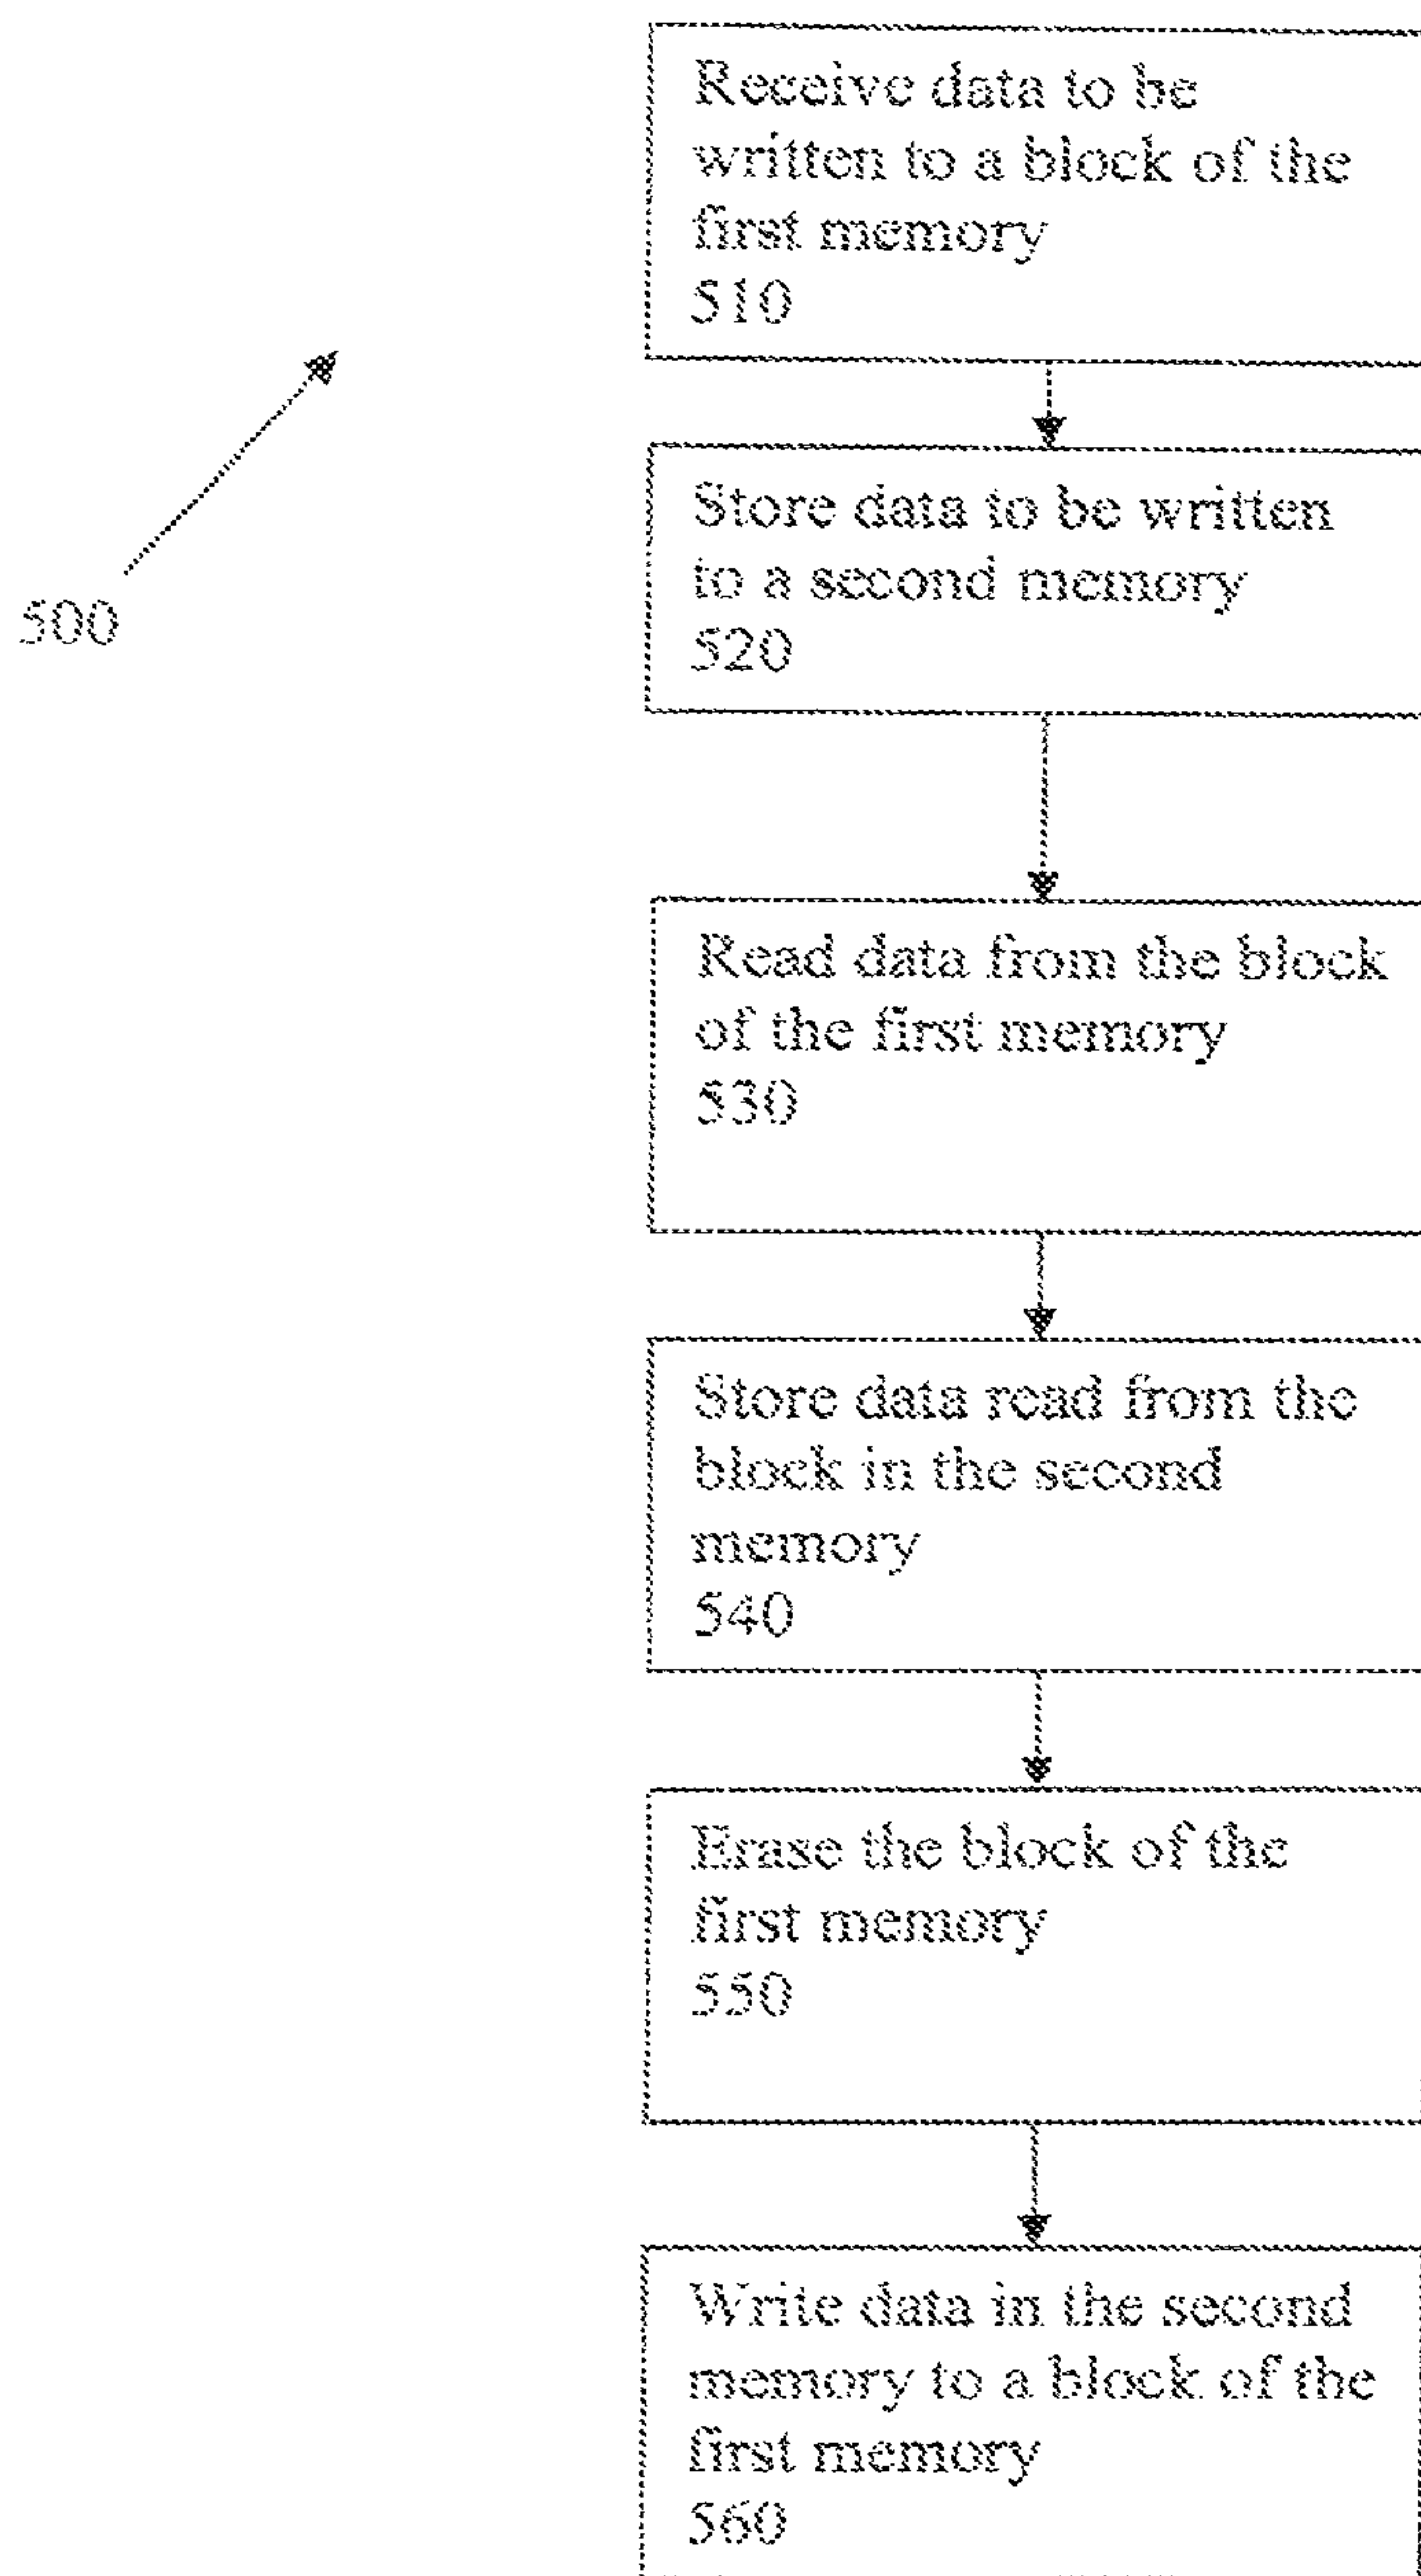 Receive data to be
written to a block of the
first memory
510
500
Store data to be written
to a second memory
520
Read data from the block
of the first memory
530
Store data read from the
block in the second
memory
540
Erase the block of the
first memory
550
Write data in the second
memory to a block of the
first memory
560